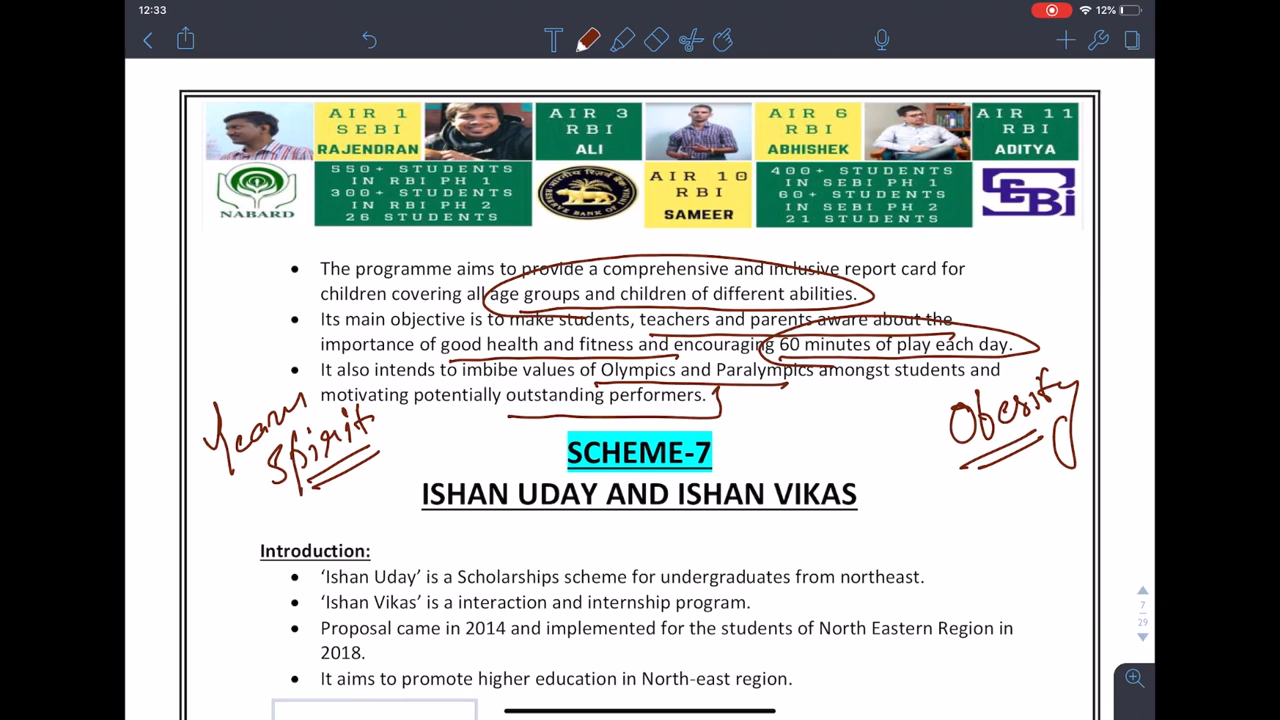 12:33
12%
T
AIR 1
SEBI
RAJENDRAN
AIR 3
RBI
ALI
AIR 6
RBI
ABHISHEK
AIR 11
RBI
ADITYA
NABARD
550+ STUDENTS
IN RBI PH 1
300+ STUDENTS
IN RBI PH 2
26 STUDENTS
AIR 10
RBI
SAMEER
400+ STUDENTS
IN SEBI PH 1
60+ STUDENTS
IN SEBI PH 2
21 STUDENTS
SEBI
• The programme aims to provide a comprehensive and inclusive report card for
children covering all age groups and children of different abilities.
• Its main objective is to make students, teachers and parents aware about the
importance of good health and fitness and encouraging 60 minutes of play each day.
• It also intends to imbibe values of Olympics and Paralympics amongst students and
motivating potentially outstanding performers.
Spirit
Obesity
SCHEME-7
ISHAN UDAY AND ISHAN VIKAS
Introduction:
• ‘Ishan Uday’ is a Scholarships scheme for undergraduates from northeast.
• ‘Ishan Vikas’ is a interaction and internship program.
• Proposal came in 2014 and implemented for the students of North Eastern Region in
2018.
• It aims to promote higher education in North-east region.
7
29